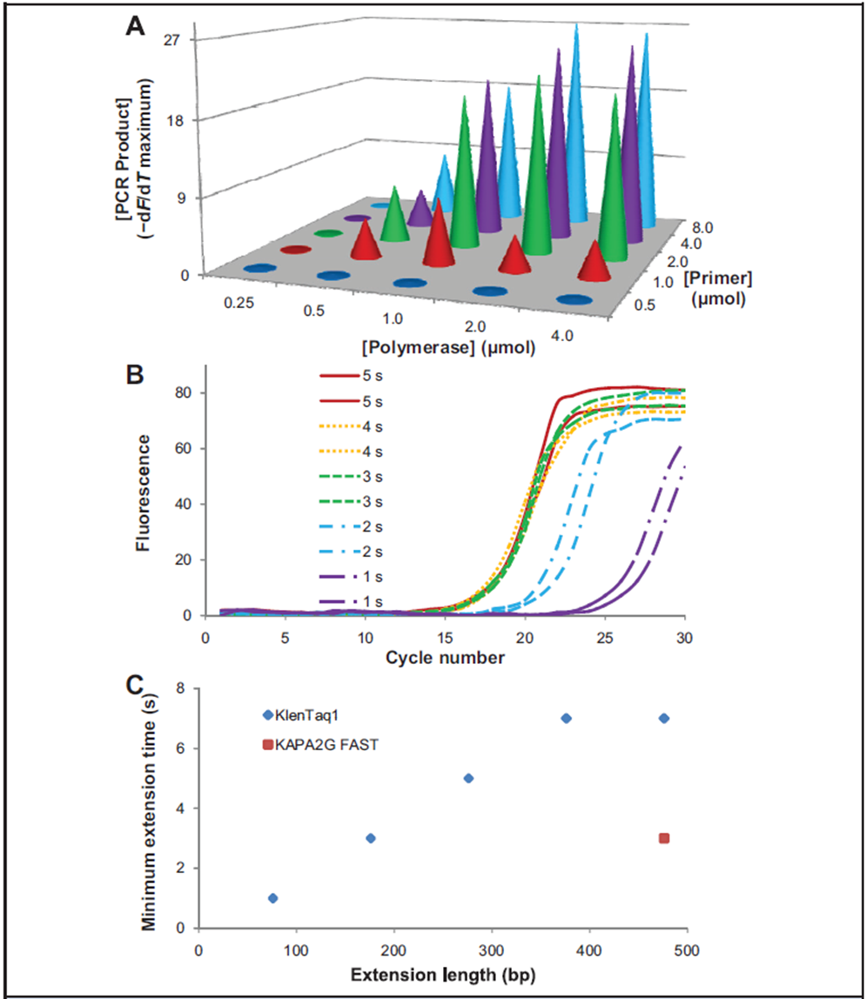 A
[PCR Product]
(−dF/dT maximum)
27
18
9
0
0.25
0.5
1.0
2.0
4.0
[Polymerase] (µmol)
8.0
4.0
2.0
1.0
0.5
[Primer]
(µmol)
B
Fluorescence
80
60
40
20
0
5 s
5 s
4 s
4 s
3 s
3 s
2 s
2 s
1 s
1 s
0 5 10 15 20 25 30
Cycle number
C
Minimum extension time (s)
8
6
4
2
0
KlenTaq1
KAPA2G FAST
0 100 200 300 400 500
Extension length (bp)